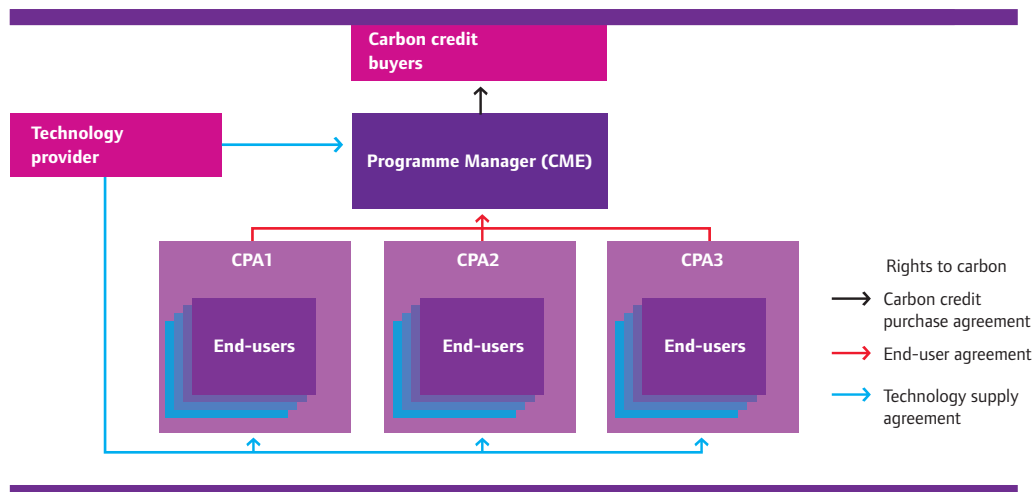 Carbon credit
buyers
Technology
provider
Programme Manager (CME)
CPA1
CPA2
CPA3
End-users
End-users
End-users
Rights to carbon
Carbon credit
purchase agreement
End-user agreement
Technology supply
agreement